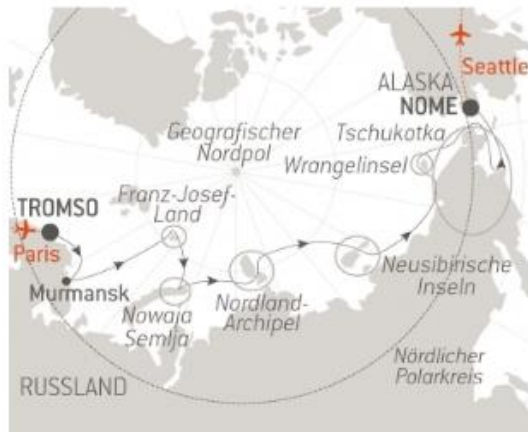 Seattle
ALASKA
NOME
Tschukotka
Geografischer
Nordpol
Wrangelinsel
Franz-Josef-
Land
TROMSO
Paris
Murmansk
Nowaja
Semlja
Nordland-
Archipel
Neusibirische
Inseln
Nördlicher
Polarkreis
RUSSLAND